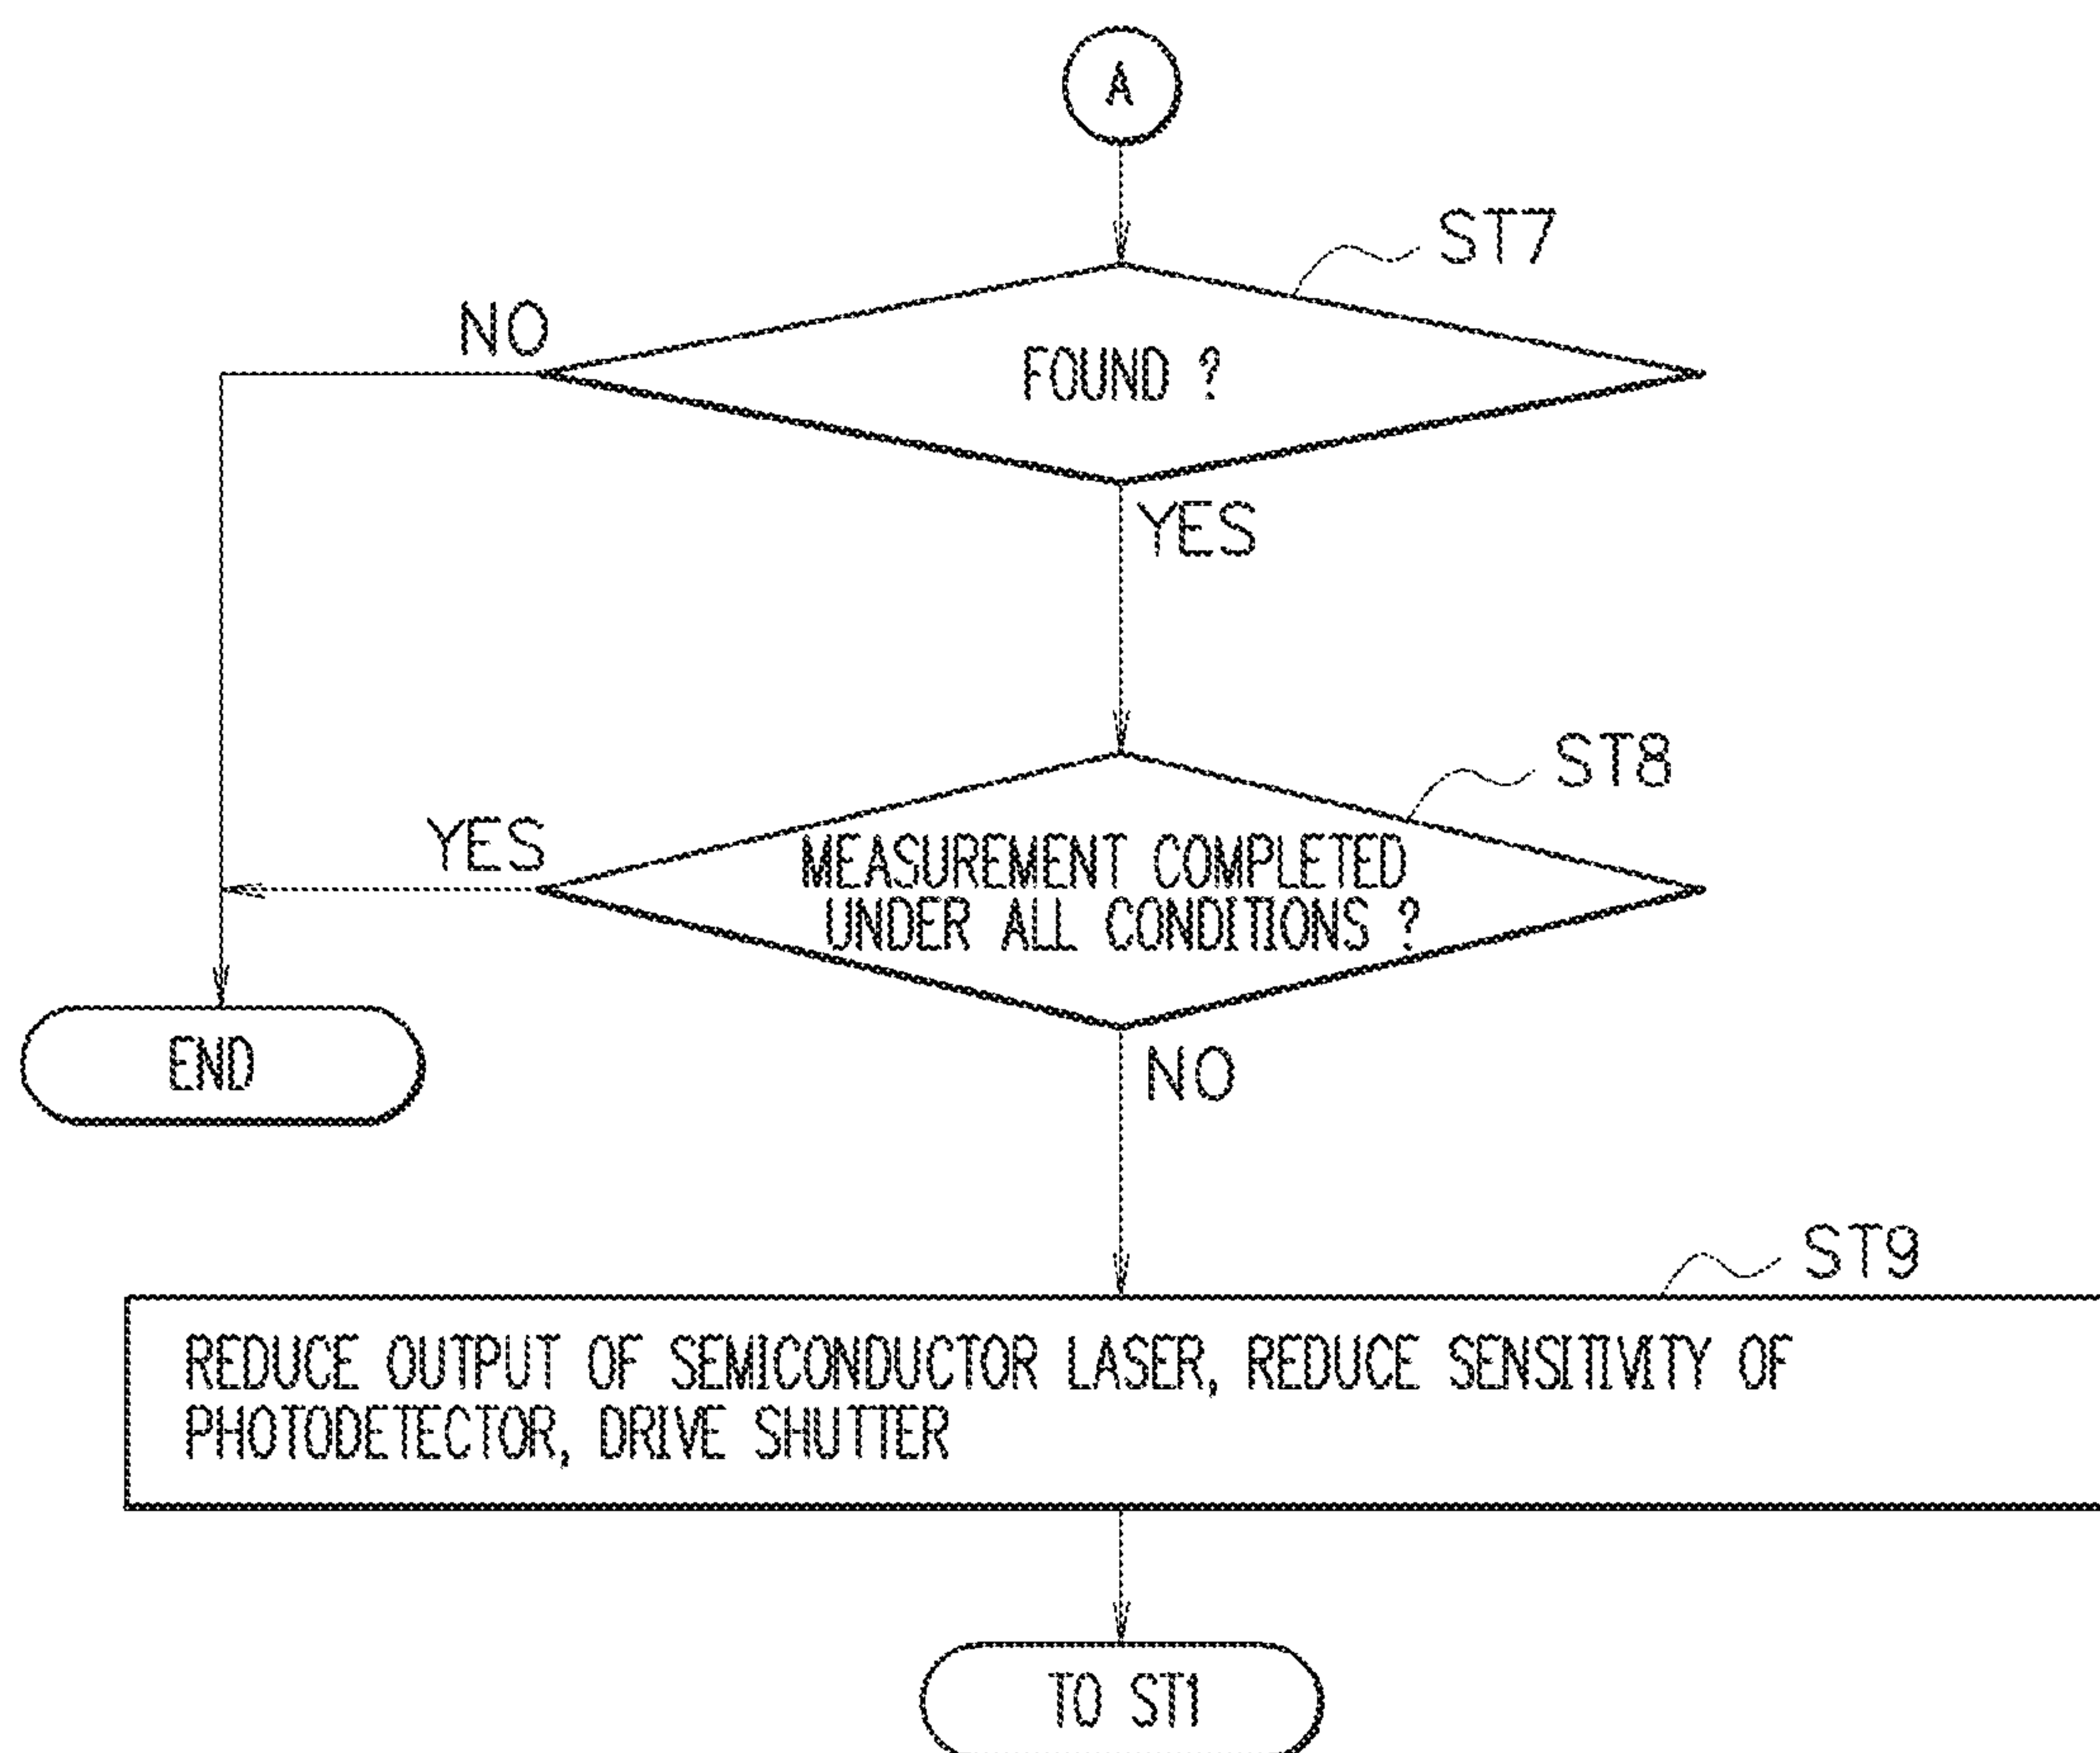 A
ST7
NO
FOUND ?
YES
ST8
YES
MEASUREMENT COMPLETED
UNDER ALL CONDITIONS ?
END
NO
ST9
REDUCE OUTPUT OF SEMICONDUCTOR LASER, REDUCE SENSITIVITY OF
PHOTODETECTOR, DRIVE SHUTTER
TO ST1